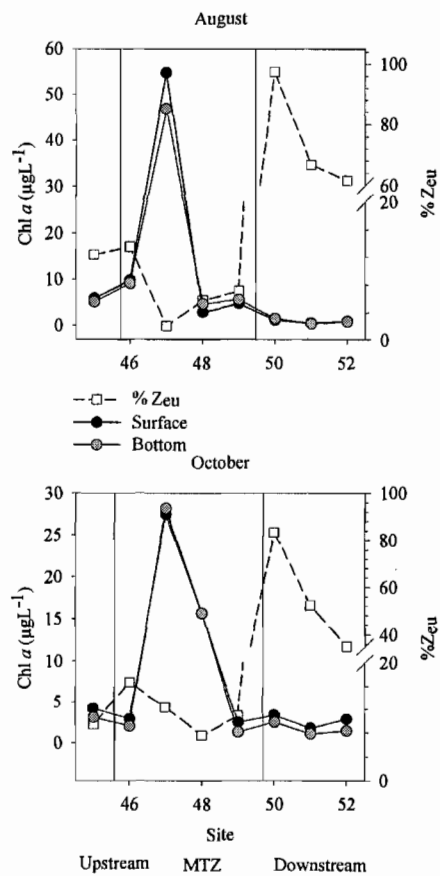 August
60
50
40
30
20
10
0
Chl a (µgL⁻¹)
100
80
60
20
0
% Zeu
46 48 50 52
% Zeu
Surface
Bottom
October
30
25
20
15
10
5
0
Chl a (µgL⁻¹)
100
80
60
40
20
0
%Zeu
46 48 50 52
Site
Upstream MTZ Downstream